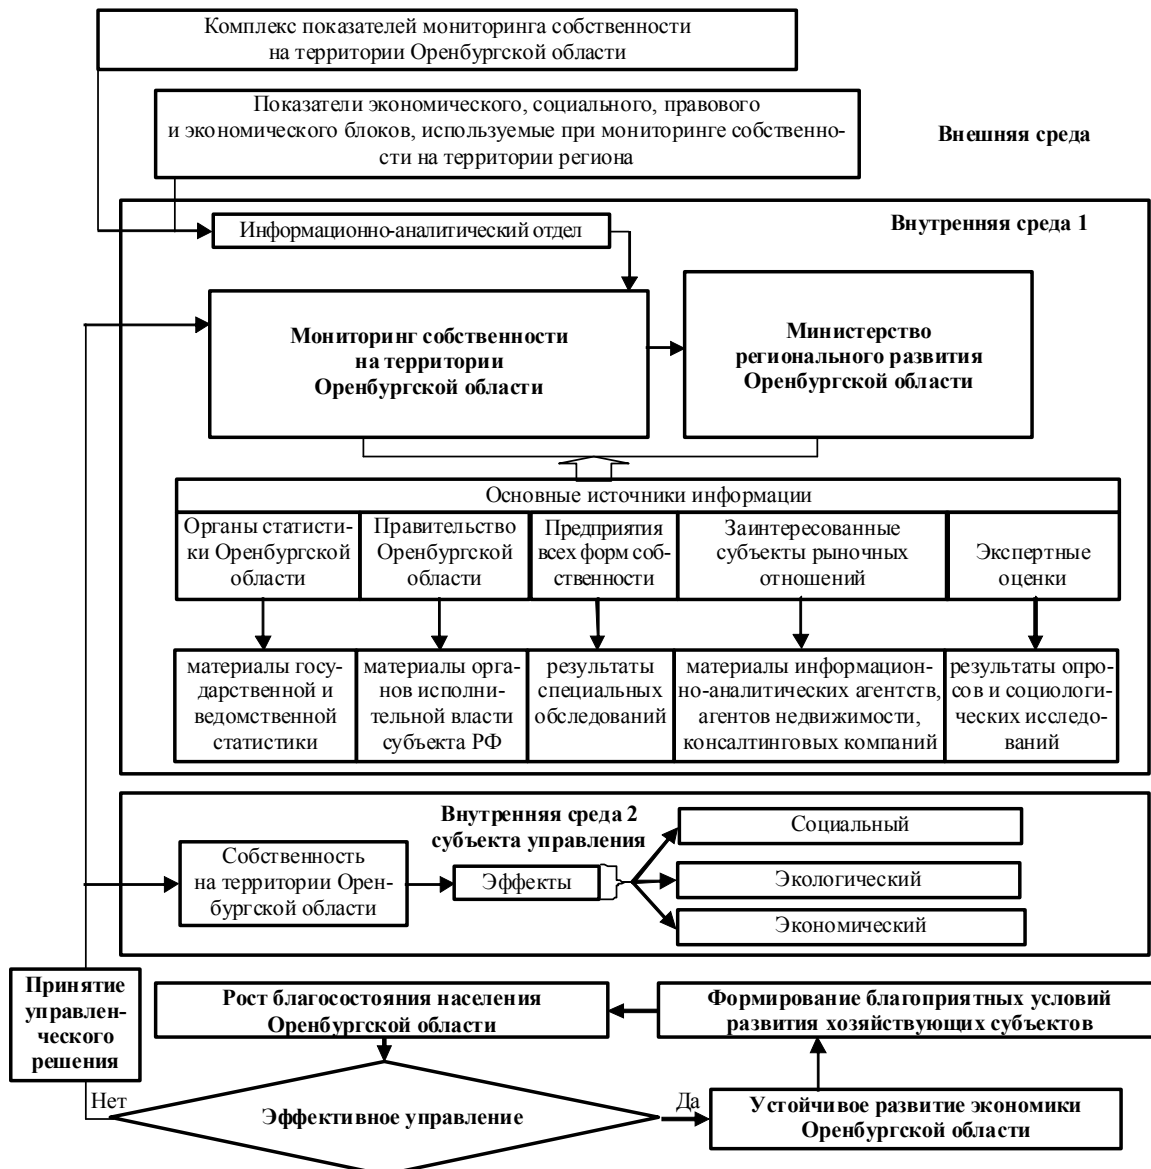 Комплекс показателей мониторинга собственности
на территории Оренбургской области
Показатели экономического, социального, правового
и экономического блоков, используемые при мониторинге собственно-
сти на территории региона
Внешняя среда
Внутренняя среда 1
Информационно-аналитический отдел
Мониторинг собственности
на территории
Оренбургской области
Министерство
регионального развития
Оренбургской области
Основные источники информации
Органы статисти-
ки Оренбургской
области
Правительство
Оренбургской
области
Предприятия
всех форм соб-
ственности
Заинтересованные
субъекты рыночных
отношений
Экспертные
оценки
материалы госу-
дарственной и
ведомственной
статистики
материалы орга-
нов исполни-
тельной власти
субъекта РФ
результаты
специальных
обследований
материалы информацион-
но-аналитических агентств,
агентов недвижимости,
консалтинговых компаний
результаты опро-
сов и социологи-
ческих исследо-
ваний
Внутренняя среда 2
субъекта управления
Собственность
на территории Орен-
бургской области
Эффекты
Социальный
Экологический
Экономический
Принятие
управлен-
ческого
решения
Рост благосостояния населения
Оренбургской области
Формирование благоприятных условий
развития хозяйствующих субъектов
Нет
Эффективное управление
Да
Устойчивое развитие экономики
Оренбургской области